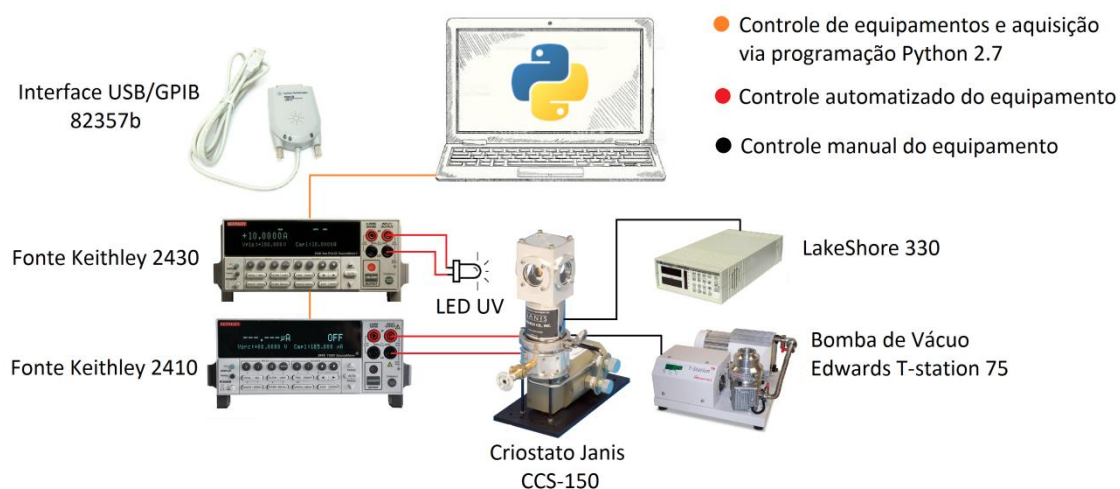 Controle de equipamentos e aquisição
via programação Python 2.7
Controle automatizado do equipamento
Controle manual do equipamento
Interface USB/GPIB
82357b
Fonte Keithley 2430
LED UV
LakeShore 330
Fonte Keithley 2410
OFF
JANIS
Bomba de Vácuo
Edwards T-station 75
Criostato Janis
CCS-150